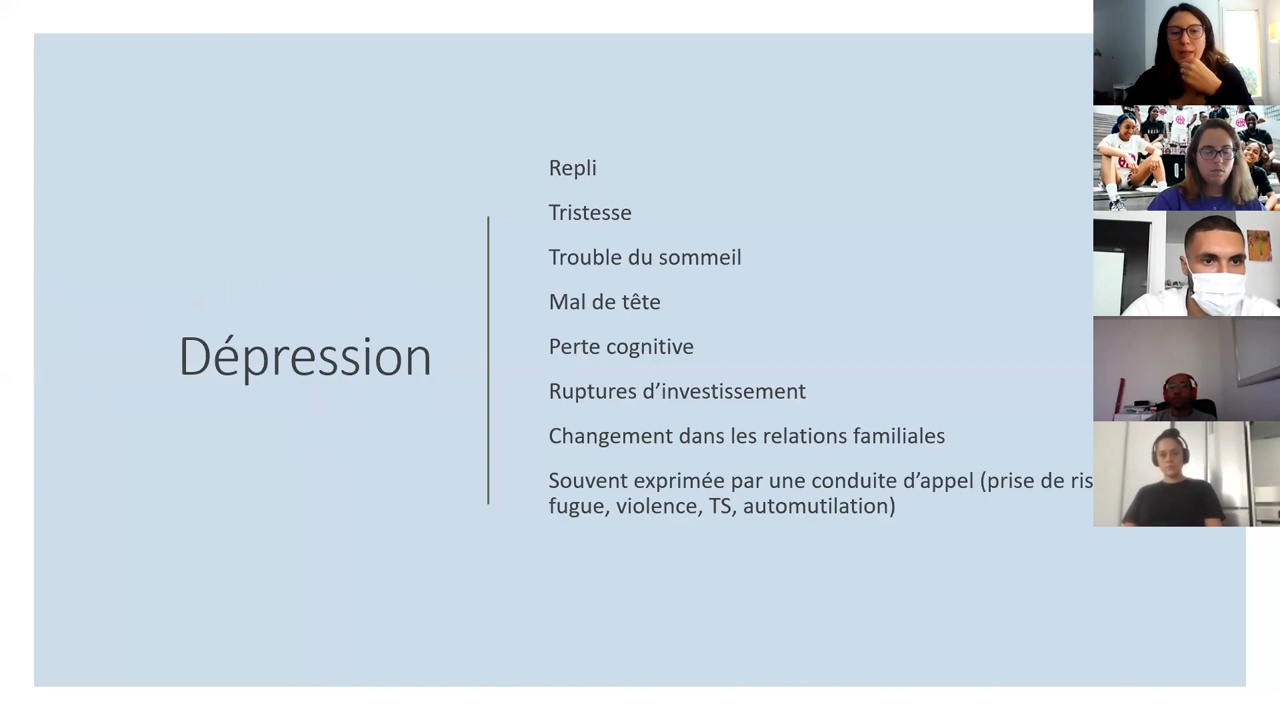 Dépression
Repli
Tristesse
Trouble du sommeil
Mal de tête
Perte cognitive
Ruptures d’investissement
Changement dans les relations familiales
Souvent exprimée par une conduite d’appel (prise de ris
fugue, violence, TS, automutilation)